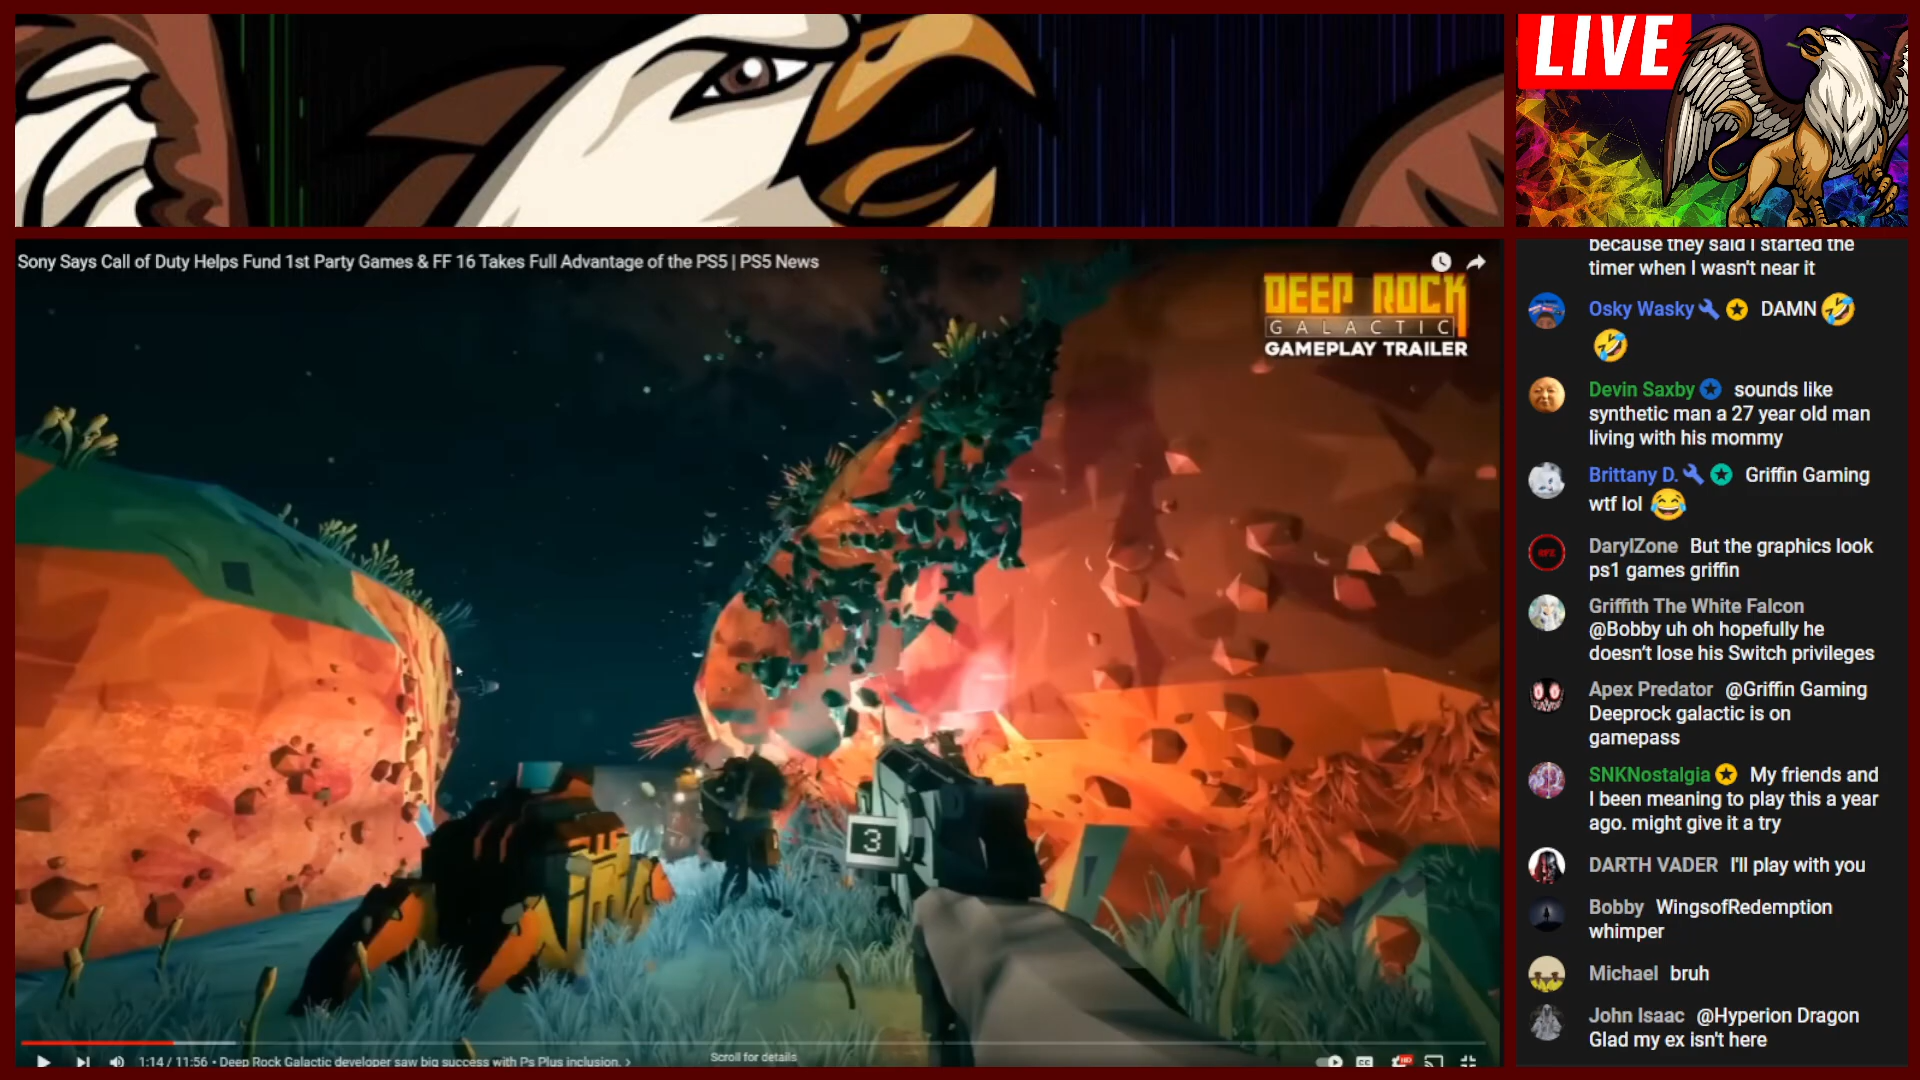 LIVE
Sony Says Call of Duty Helps Fund 1st Party Games & FF 16 Takes Full Advantage of the PS5 | PS5 News
DEEP ROCK
GALACTIC
GAMEPLAY TRAILER
3
1:14 / 11:56 • Deep Rock Galactic developer saw big success with Ps Plus inclusion. >
Scroll for details
CC
HD
because they said I started the
timer when I wasn't near it
Osky Wasky DAMN
Devin Saxby sounds like
synthetic man a 27 year old man
living with his mommy
Brittany D. Griffin Gaming
wtf lol
DarylZone But the graphics look
ps1 games griffin
Griffith The White Falcon
@Bobby uh oh hopefully he
doesn't lose his Switch privileges
Apex Predator @Griffin Gaming
Deeprock galactic is on
gamepass
SNKNostalgia My friends and
I been meaning to play this a year
ago. might give it a try
DARTH VADER I'll play with you
Bobby WingsofRedemption
whimper
Michael bruh
John Isaac @Hyperion Dragon
Glad my ex isn't here